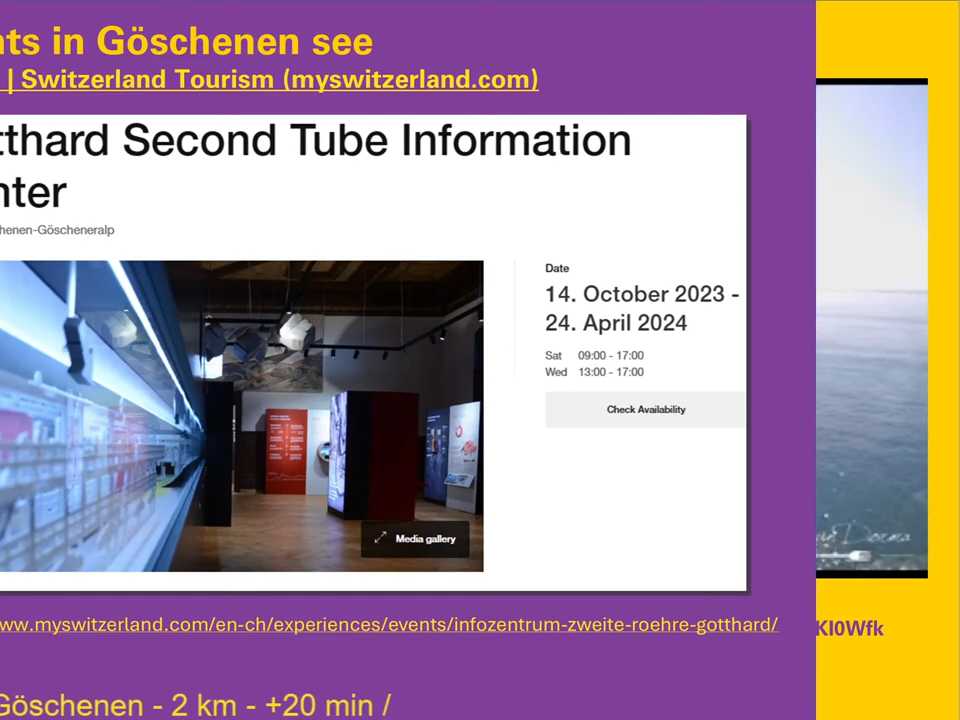 nts in Göschenen see
| Switzerland Tourism (myswitzerland.com)
tthard Second Tube Information
nter
henen-Göscheneralp
Date
14. October 2023 -
24. April 2024
Sat 09:00 - 17:00
Wed 13:00 - 17:00
Check Availability
Media gallery
ww.myswitzerland.com/en-ch/experiences/events/infozentrum-zweite-roehre-gotthard/
KI0Wfk
Göschenen - 2 km - +20 min /